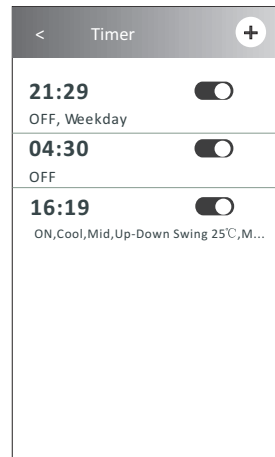 < Timer +
21:29
OFF, Weekday
04:30
OFF
16:19
ON,Cool,Mid,Up-Down Swing 25℃,M...